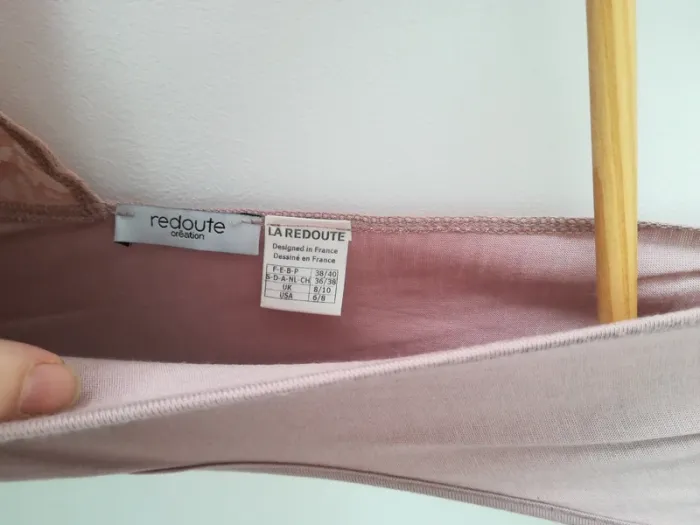 redoute
création
LA REDOUTE
Designed in France
Dessiné en France
F-E-B-P 38/40
S-D-A-NL-CH 36/38
UK 8/10
USA 6/8